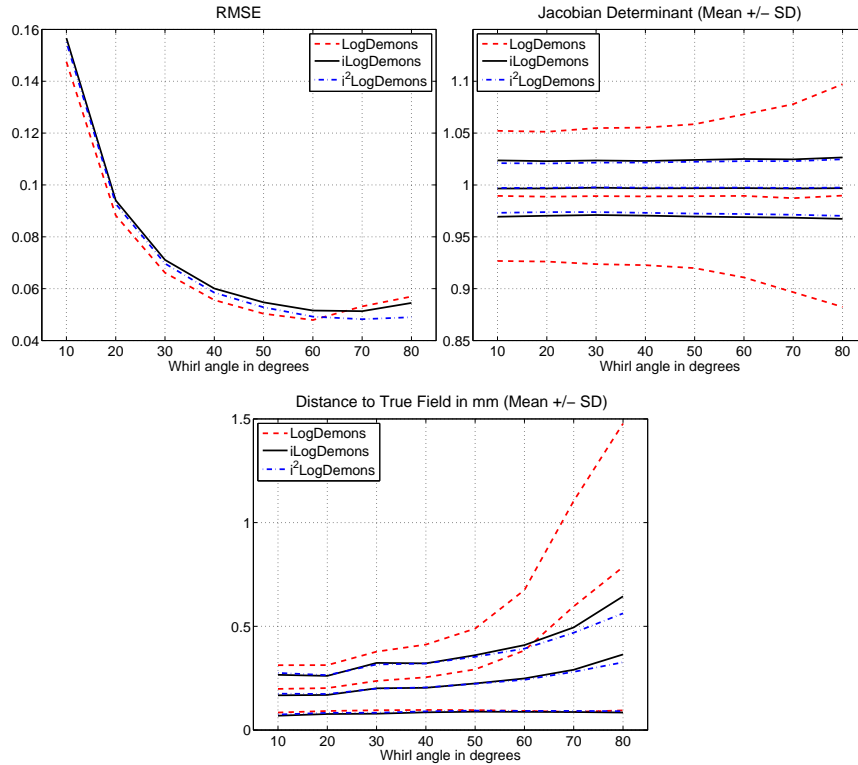 RMSE
0.16
0.14
0.12
0.1
0.08
0.06
0.04
10 20 30 40 50 60 70 80
Whirl angle in degrees
LogDemons
iLogDemons
i²LogDemons
Jacobian Determinant (Mean +/− SD)
1.1
1.05
1
0.95
0.9
0.85
10 20 30 40 50 60 70 80
Whirl angle in degrees
LogDemons
iLogDemons
i²LogDemons
Distance to True Field in mm (Mean +/− SD)
1.5
1
0.5
0
10 20 30 40 50 60 70 80
Whirl angle in degrees
LogDemons
iLogDemons
i²LogDemons